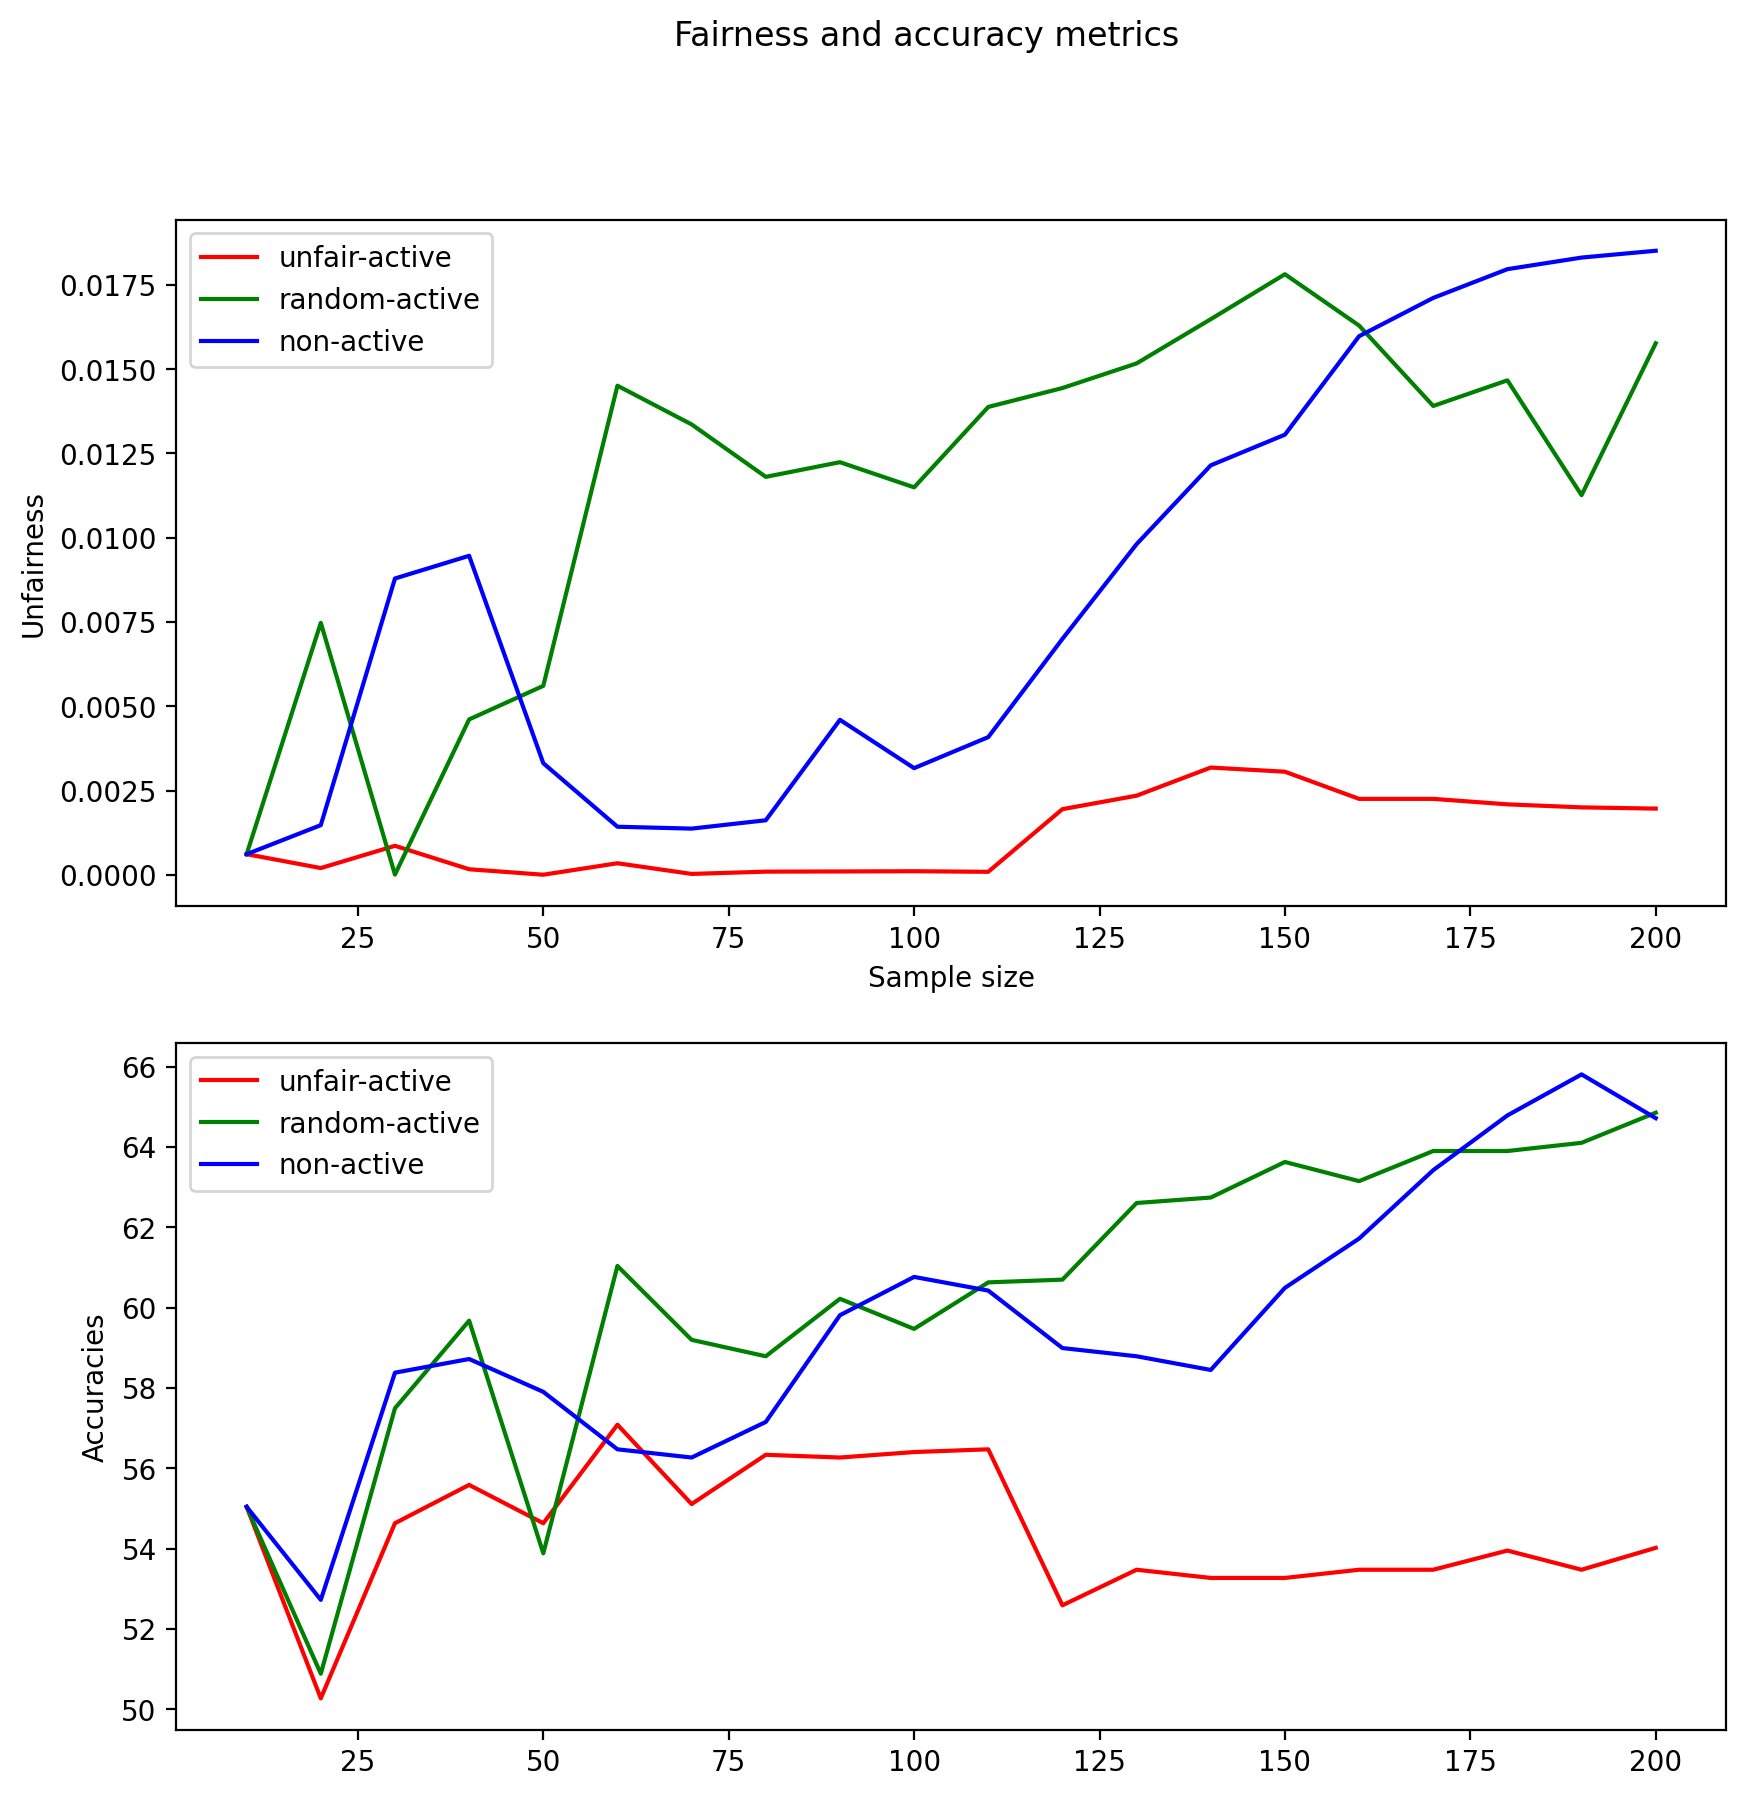 Fairness and accuracy metrics
unfair-active
random-active
non-active
0.0175
0.0150
0.0125
0.0100
0.0075
0.0050
0.0025
0.0000
Unfairness
25 50 75 100 125 150 175 200
Sample size
unfair-active
random-active
non-active
66
64
62
60
58
56
54
52
50
Accuracies
25 50 75 100 125 150 175 200